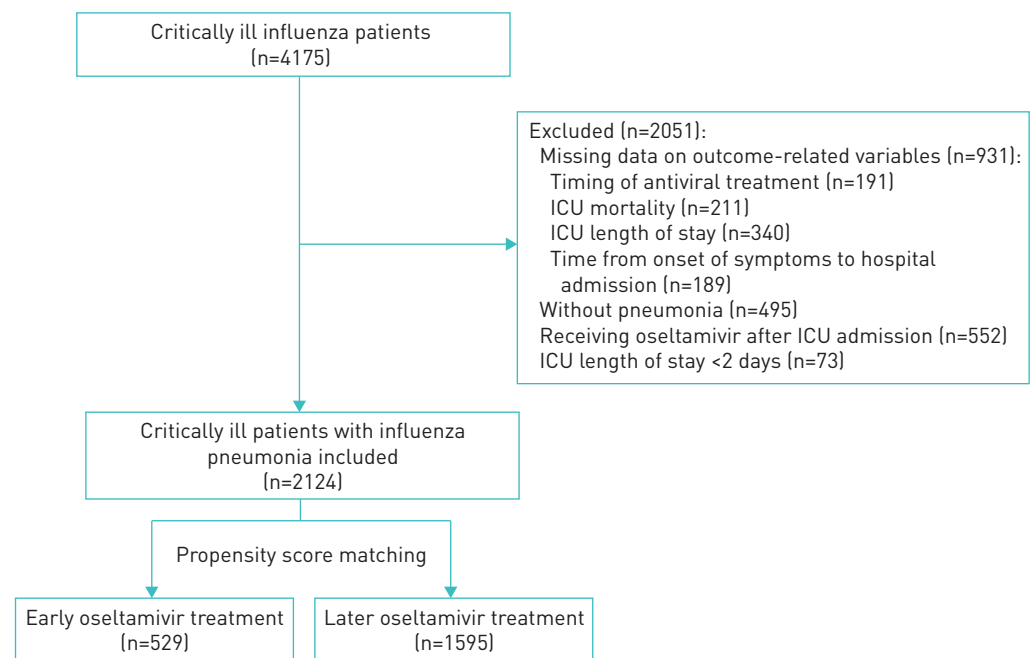 Critically ill influenza patients
(n=4175)
Excluded (n=2051):
Missing data on outcome-related variables (n=931):
Timing of antiviral treatment (n=191)
ICU mortality (n=211)
ICU length of stay (n=340)
Time from onset of symptoms to hospital
admission (n=189)
Without pneumonia (n=495)
Receiving oseltamivir after ICU admission (n=552)
ICU length of stay <2 days (n=73)
Critically ill patients with influenza
pneumonia included
(n=2124)
Propensity score matching
Early oseltamivir treatment
(n=529)
Later oseltamivir treatment
(n=1595)